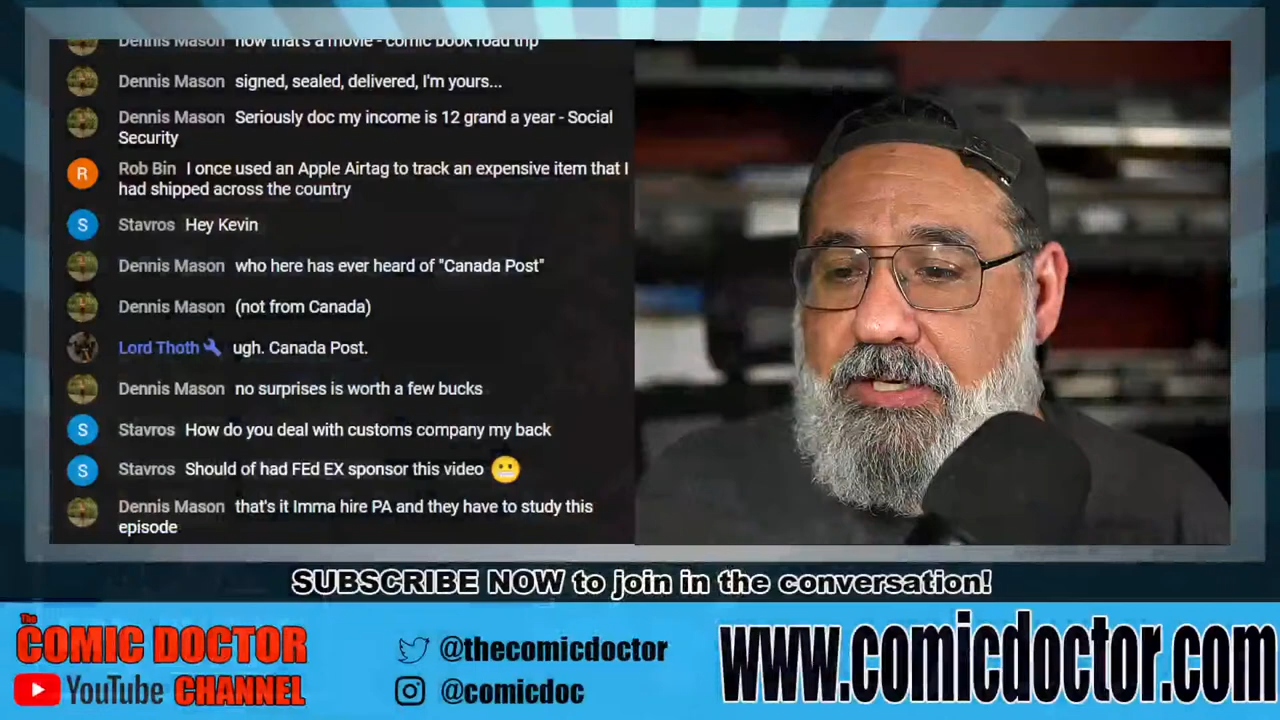 Dennis Mason now that's a movie - comic book road trip
Dennis Mason signed, sealed, delivered, I'm yours...
Dennis Mason Seriously doc my income is 12 grand a year - Social
Security
R Rob Bin I once used an Apple Airtag to track an expensive item that I
had shipped across the country
S Stavros Hey Kevin
Dennis Mason who here has ever heard of "Canada Post"
Dennis Mason (not from Canada)
Lord Thoth ugh. Canada Post.
Dennis Mason no surprises is worth a few bucks
S Stavros How do you deal with customs company my back
S Stavros Should of had FEd EX sponsor this video 😬
Dennis Mason that's it Imma hire PA and they have to study this
episode
SUBSCRIBE NOW to join in the conversation!
The
COMIC DOCTOR
YouTube CHANNEL
@thecomicdoctor
@comicdoc
www.comicdoctor.com